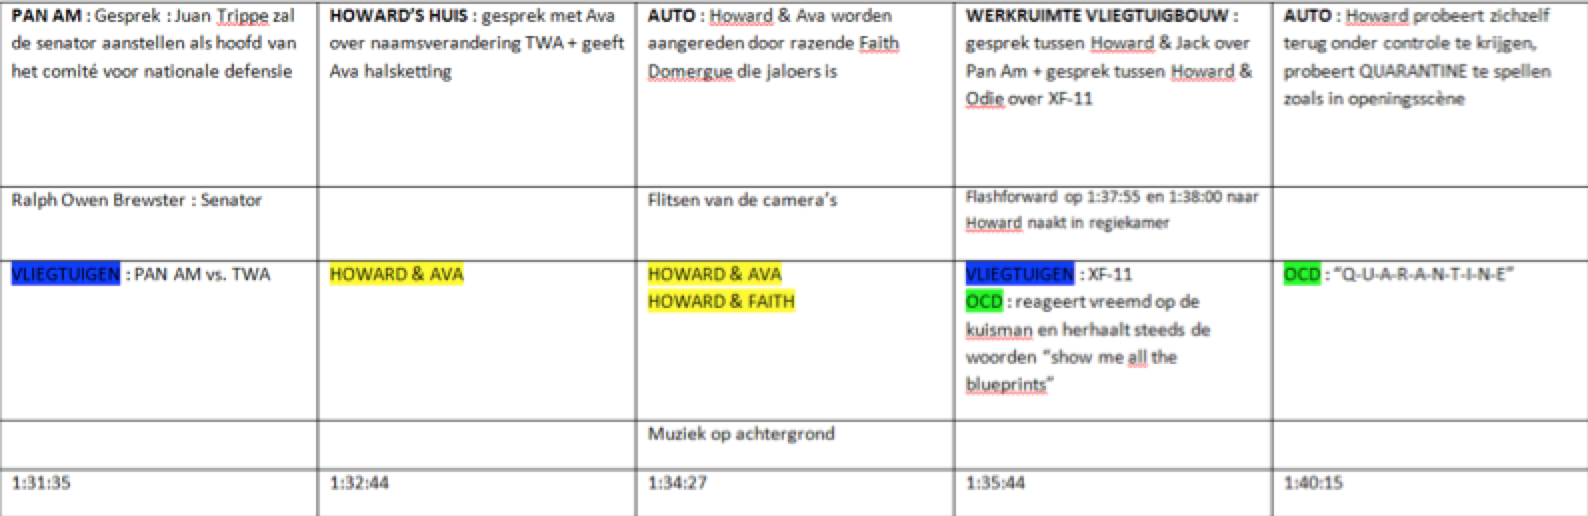 PAN AM : Gesprek : Juan Trippe zal
de senator aanstellen als hoofd van
het comité voor nationale defensie
HOWARD'S HUIS : gesprek met Ava
over naamsverandering TWA + geeft
Ava halsketting
AUTO : Howard & Ava worden
aangereden door razende Faith
Domergue die jaloers is
WERKRUIMTE VLIEGTUIGBOUW :
gesprek tussen Howard & Jack over
Pan Am + gesprek tussen Howard &
Odie over XF-11
AUTO : Howard probeert zichzelf
terug onder controle te krijgen,
probeert QUARANTINE te spellen
zoals in openingsscène
Ralph Owen Brewster : Senator
Flitsen van de camera's
Flashforward op 1:37:55 en 1:38:00 naar
Howard naakt in regiekamer
VLIEGTUIGEN : PAN AM vs. TWA
HOWARD & AVA
HOWARD & AVA
HOWARD & FAITH
VLIEGTUIGEN : XF-11
OCD : reageert vreemd op de
kuisman en herhaalt steeds de
woorden "show me all the
blueprints"
OCD : "Q-U-A-R-A-N-T-I-N-E"
Muziek op achtergrond
1:31:35
1:32:44
1:34:27
1:35:44
1:40:15